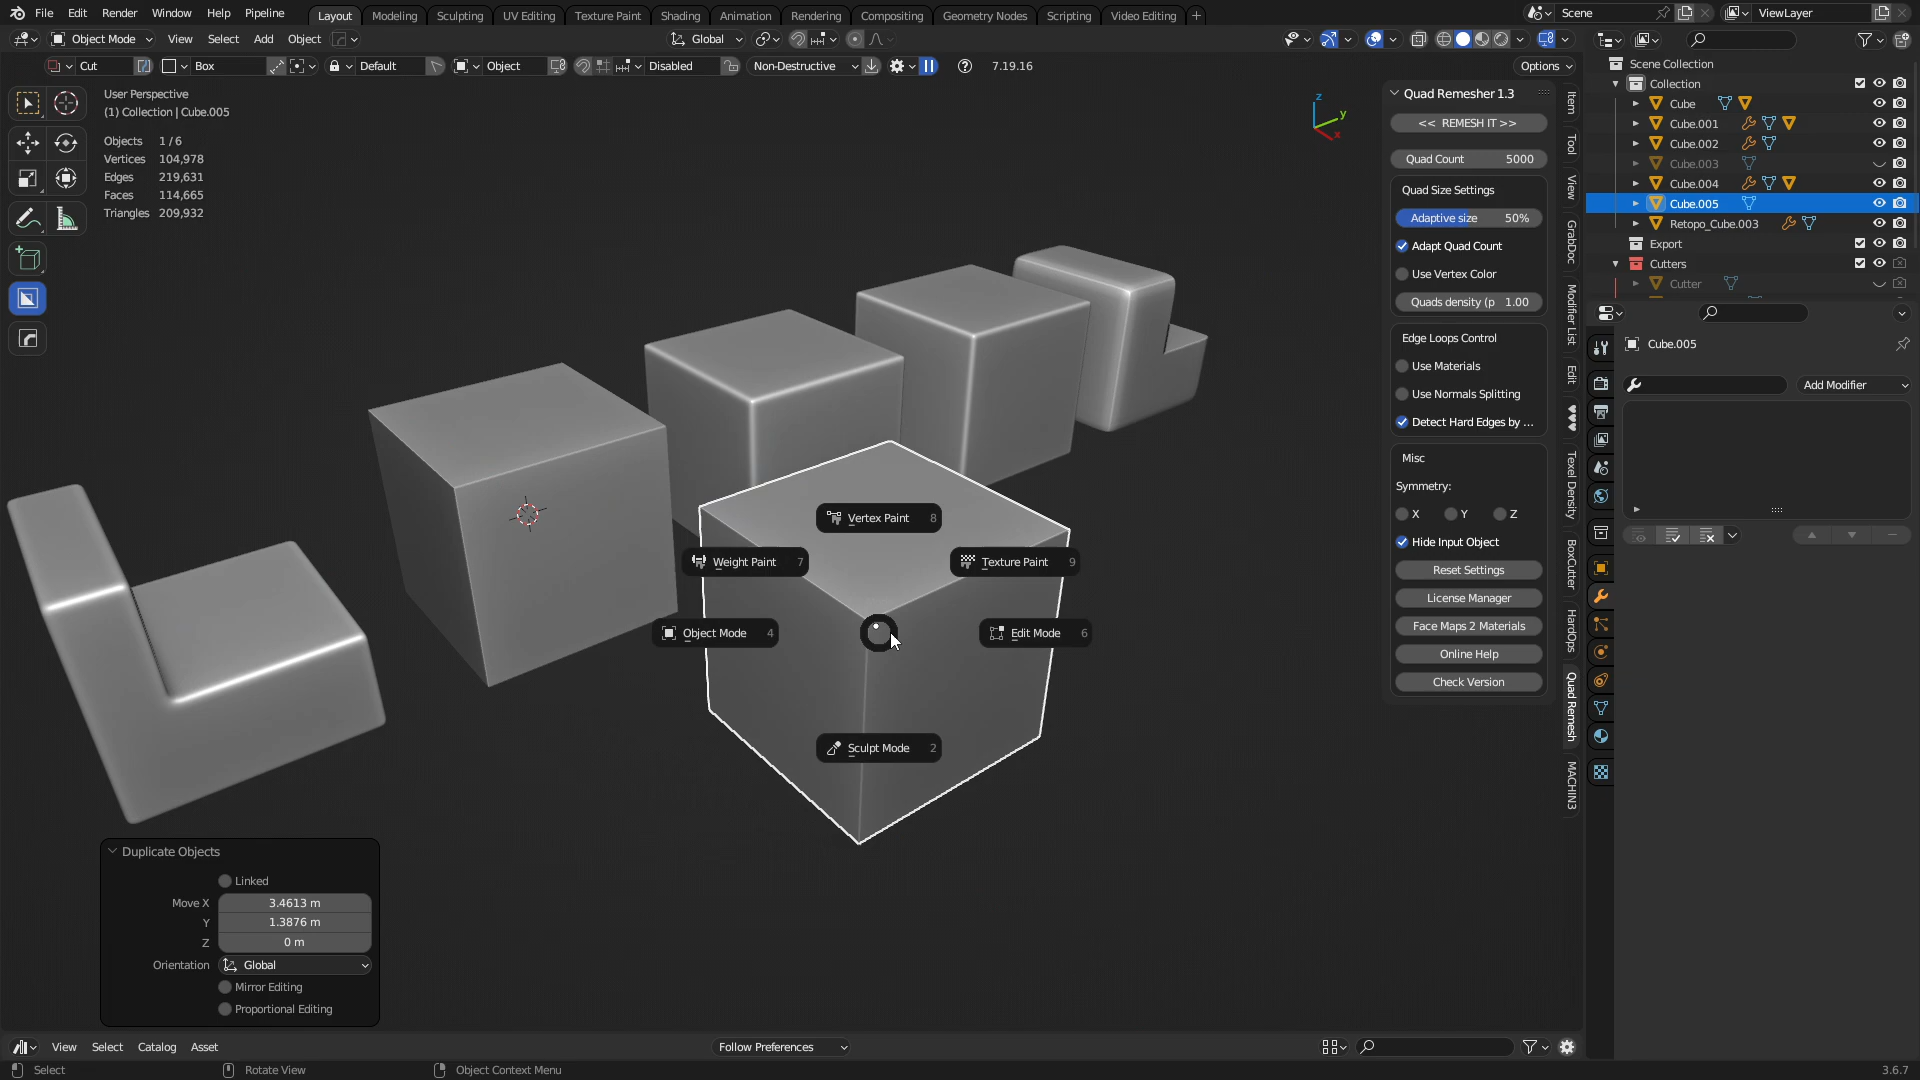 File Edit Render Window Help Pipeline Layout Modeling Sculpting UV Editing Texture Paint Shading Animation Rendering Compositing Geometry Nodes Scripting Video Editing + Scene ViewLayer
Object Mode View Select Add Object Global
Cut Box Default Object Disabled Non-Destructive 7.19.16 Options
User Perspective
(1) Collection | Cube.005
Objects 1/6
Vertices 104,978
Edges 219,631
Faces 114,665
Triangles 209,932
z
y
x
Vertex Paint 8
Weight Paint 7
Texture Paint 9
Object Mode 4
Edit Mode 6
Sculpt Mode 2
Duplicate Objects
Linked
Move X 3.4613 m
Y 1.3876 m
Z 0 m
Orientation Global
Mirror Editing
Proportional Editing
Quad Remesher 1.3
<< REMESH IT >>
Quad Count 5000
Quad Size Settings
Adaptive size 50%
Adapt Quad Count
Use Vertex Color
Quads density (p 1.00
Edge Loops Control
Use Materials
Use Normals Splitting
Detect Hard Edges by ...
Misc
Symmetry:
X Y Z
Hide Input Object
Reset Settings
License Manager
Face Maps 2 Materials
Online Help
Check Version
Item
Tool
View
GrabDoc
Modifier List
Edit
♥♥♥
Texel Density
BoxCutter
HardOps
Quad Remesh
MACHIN3
Scene Collection
Collection
Cube
Cube.001
Cube.002
Cube.003
Cube.004
Cube.005
Retopo_Cube.003
Export
Cutters
Cutter
Cube.005
Add Modifier
View Select Catalog Asset Follow Preferences
Select Rotate View Object Context Menu 3.6.7